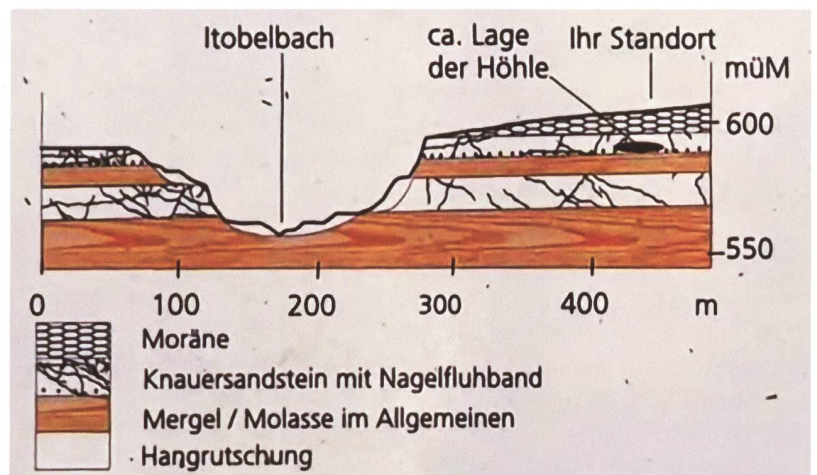 Itobelbach
ca. Lage
der Höhle
Ihr Standort
müM
600
550
0 100 200 300 400 m
Moräne
Knauersandstein mit Nagelfluhband
Mergel / Molasse im Allgemeinen
Hangrutschung